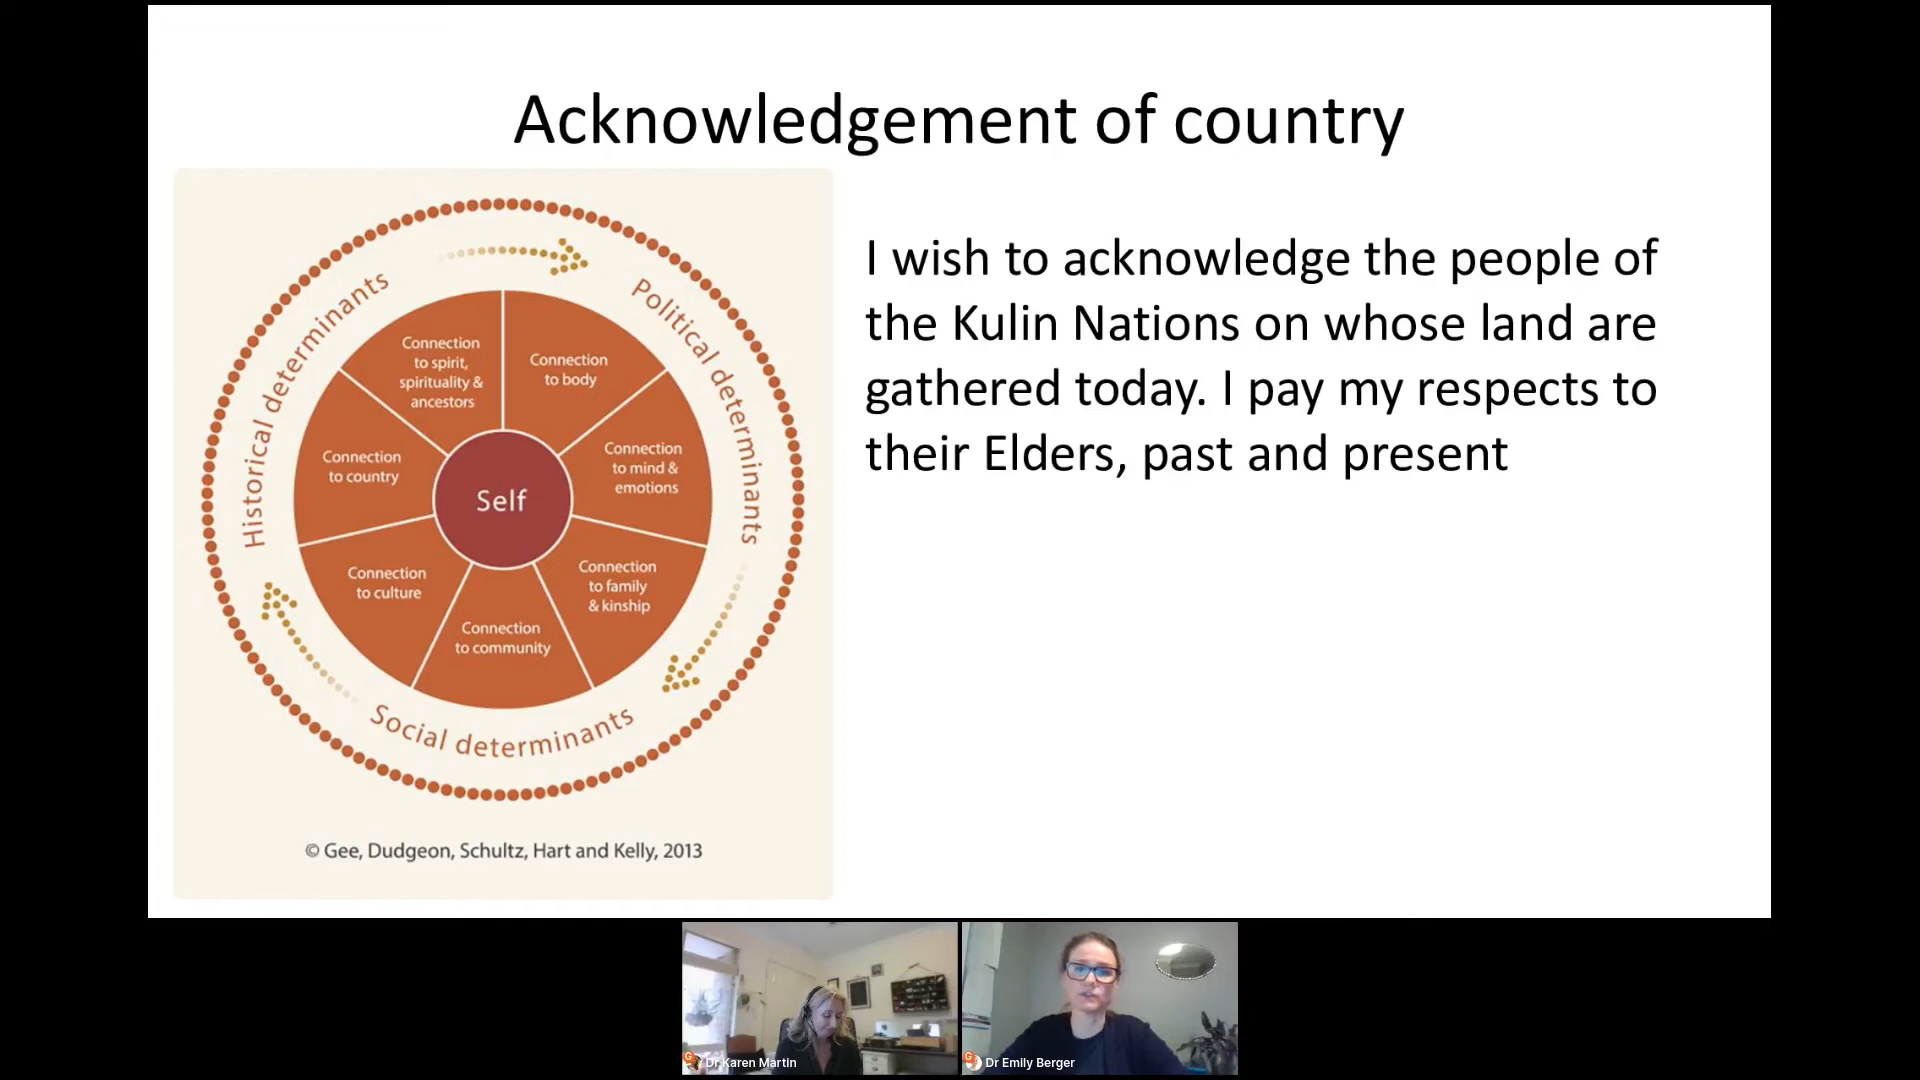 Acknowledgement of country
Historical determinants
Political determinants
Social determinants
Connection
to spirit,
spirituality &
ancestors
Connection
to body
Connection
to mind &
emotions
Connection
to family
& kinship
Connection
to community
Connection
to culture
Connection
to country
Self
© Gee, Dudgeon, Schultz, Hart and Kelly, 2013
I wish to acknowledge the people of
the Kulin Nations on whose land are
gathered today. I pay my respects to
their Elders, past and present
G
Dr Karen Martin
G
Dr Emily Berger